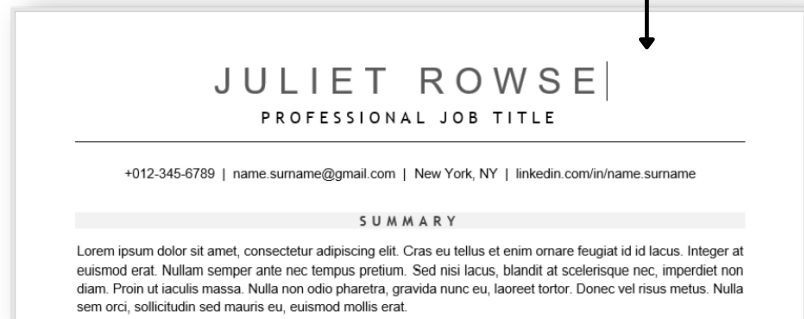 JULIET ROWSE
PROFESSIONAL JOB TITLE
+012-345-6789 | name.surname@gmail.com | New York, NY | linkedin.com/in/name.surname
SUMMARY
Lorem ipsum dolor sit amet, consectetur adipiscing elit. Cras eu tellus et enim ornare feugiat id id lacus. Integer at
euismod erat. Nullam semper ante nec tempus pretium. Sed nisi lacus, blandit at scelerisque nec, imperdiet non
diam. Proin ut iaculis massa. Nulla non odio pharetra, gravida nunc eu, laoreet tortor. Donec vel risus metus. Nulla
sem orci, sollicitudin sed mauris eu, euismod mollis erat.